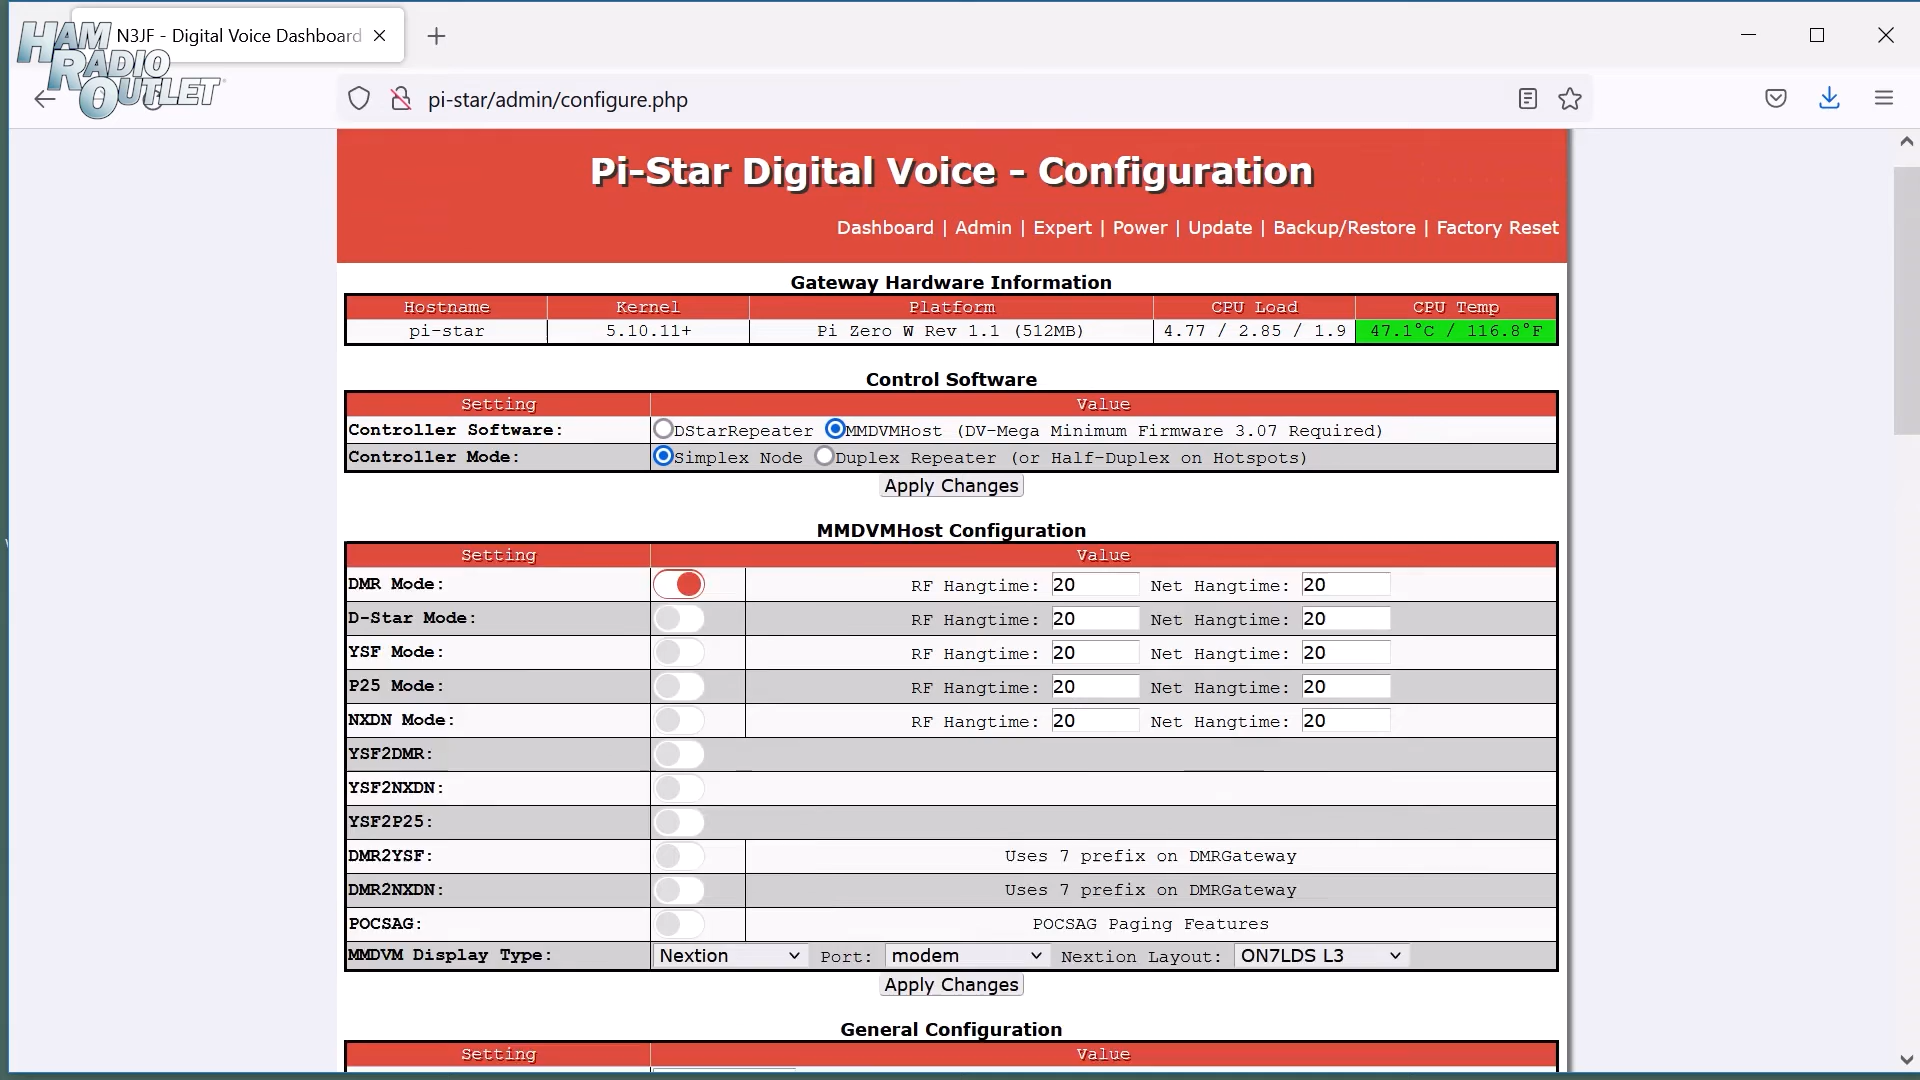 HAM
RADIO
OUTLET
N3JF - Digital Voice Dashboard
pi-star/admin/configure.php
Pi-Star Digital Voice - Configuration
Dashboard | Admin | Expert | Power | Update | Backup/Restore | Factory Reset
Gateway Hardware Information
Hostname Kernel Platform CPU Load CPU Temp
pi-star 5.10.11+ Pi Zero W Rev 1.1 (512MB) 4.77 / 2.85 / 1.9 47.1°C / 116.8°F
Control Software
Setting Value
Controller Software: DStarRepeater MMDVMHost (DV-Mega Minimum Firmware 3.07 Required)
Controller Mode: Simplex Node Duplex Repeater (or Half-Duplex on Hotspots)
Apply Changes
MMDVMHost Configuration
Setting Value
DMR Mode: RF Hangtime: 20 Net Hangtime: 20
D-Star Mode: RF Hangtime: 20 Net Hangtime: 20
YSF Mode: RF Hangtime: 20 Net Hangtime: 20
P25 Mode: RF Hangtime: 20 Net Hangtime: 20
NXDN Mode: RF Hangtime: 20 Net Hangtime: 20
YSF2DMR:
YSF2NXDN:
YSF2P25:
DMR2YSF: Uses 7 prefix on DMRGateway
DMR2NXDN: Uses 7 prefix on DMRGateway
POCSAG: POCSAG Paging Features
MMDVM Display Type: Nextion Port: modem Nextion Layout: ON7LDS L3
Apply Changes
General Configuration
Setting Value